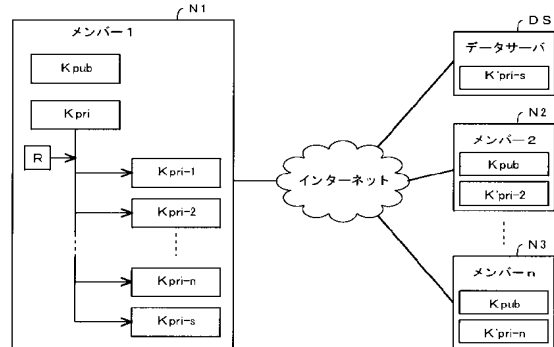 N1
メンバー1
Kpub
Kpri
R
Kpri-1
Kpri-2
Kpri-n
Kpri-s
インターネット
DS
データサーバ
K'pri-s
N2
メンバー2
Kpub
K'pri-2
N3
メンバーn
Kpub
K'pri-n